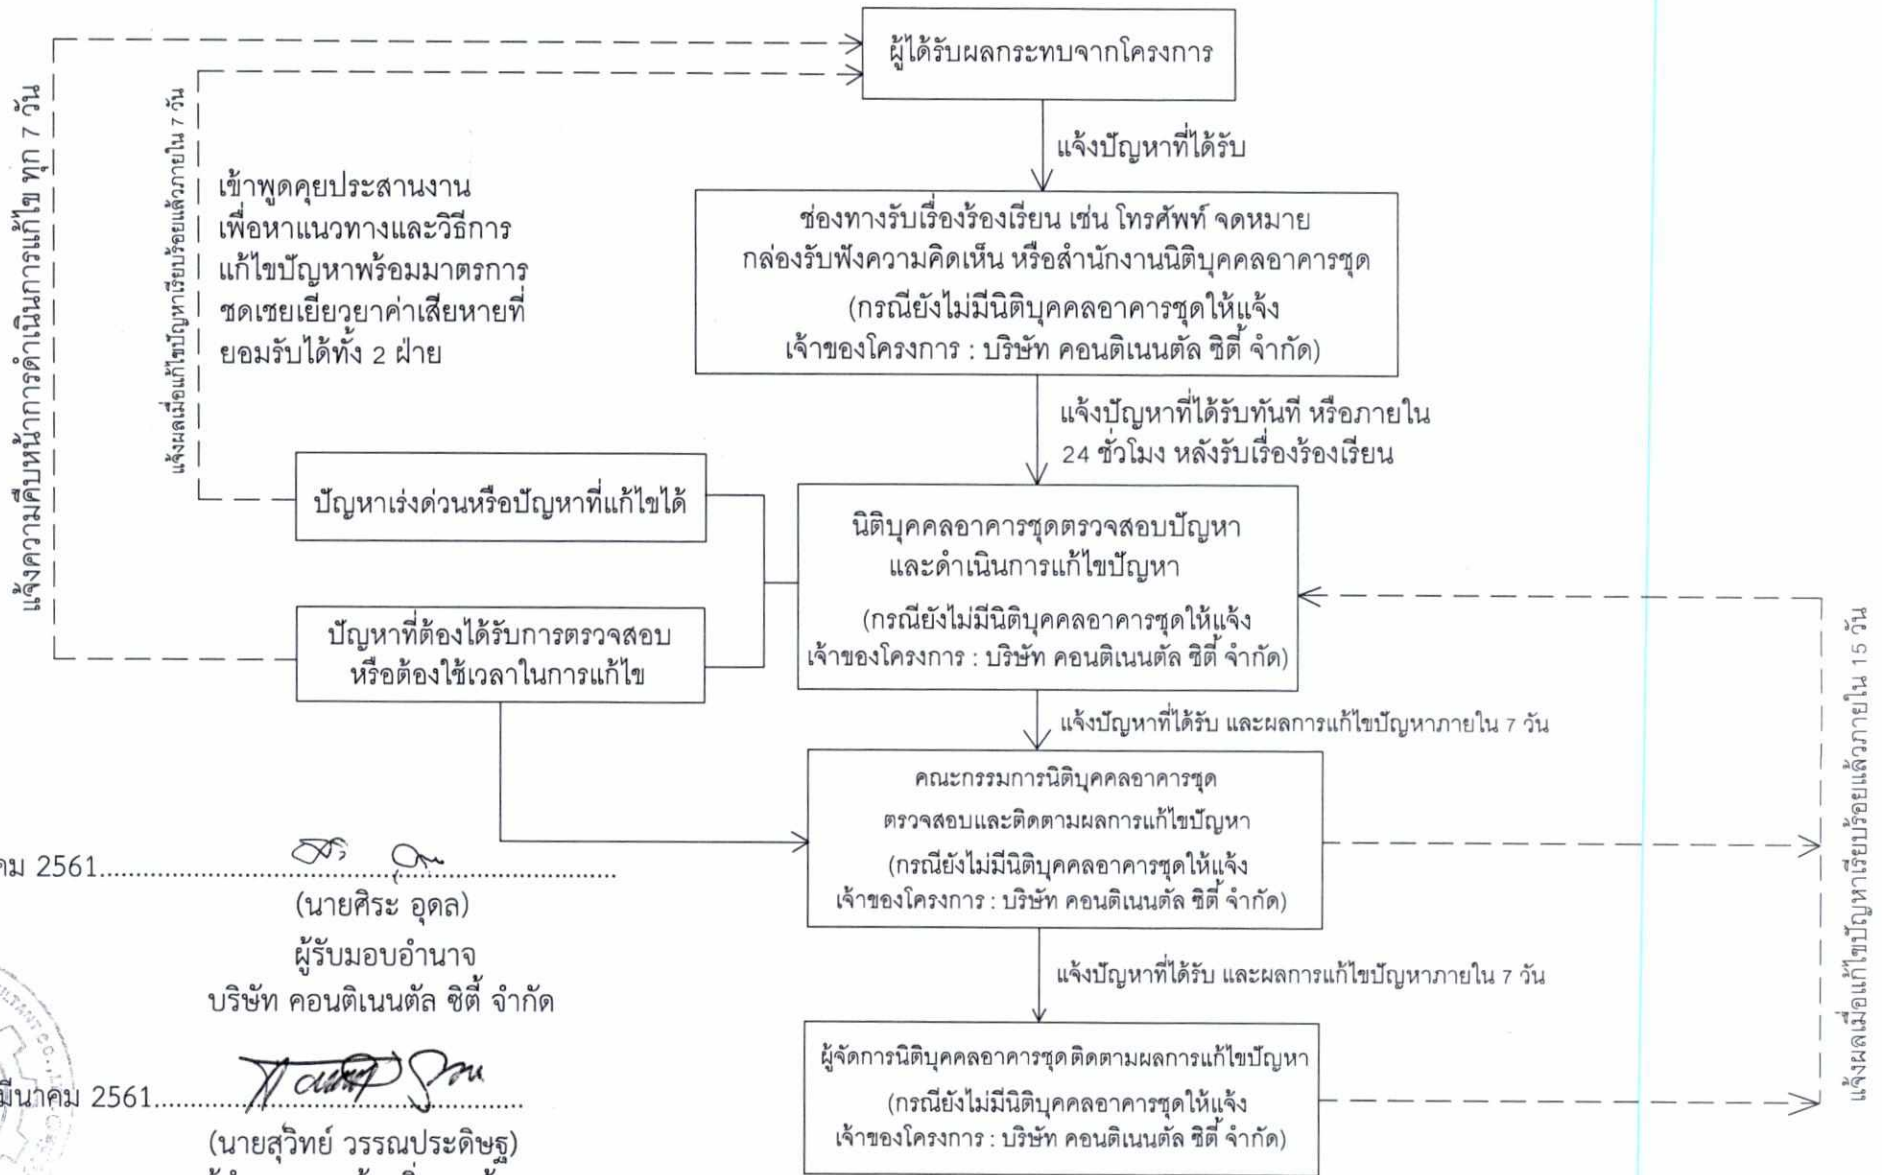 ผู้ได้รับผลกระทบจากโครงการ
แจ้งปัญหาที่ได้รับ
ช่องทางรับเรื่องร้องเรียน เช่น โทรศัพท์ จดหมาย
กล่องรับฟังความคิดเห็น หรือสำนักงานนิติบุคคลอาคารชุด
(กรณียังไม่มีนิติบุคคลอาคารชุดให้แจ้ง
เจ้าของโครงการ : บริษัท คอนติเนนตัล ซิตี้ จำกัด)
แจ้งปัญหาที่ได้รับทันที หรือภายใน
24 ชั่วโมง หลังรับเรื่องร้องเรียน
แจ้งความคืบหน้าการดำเนินการแก้ไข ทุก 7 วัน
แจ้งผลเมื่อแก้ไขปัญหาเรียบร้อยแล้วภายใน 7 วัน
เข้าพูดคุยประสานงาน
เพื่อหาแนวทางและวิธีการ
แก้ไขปัญหาพร้อมมาตรการ
ชดเชยเยียวยาค่าเสียหายที่
ยอมรับได้ทั้ง 2 ฝ่าย
ปัญหาเร่งด่วนหรือปัญหาที่แก้ไขได้
ปัญหาที่ต้องได้รับการตรวจสอบ
หรือต้องใช้เวลาในการแก้ไข
นิติบุคคลอาคารชุดตรวจสอบปัญหา
และดำเนินการแก้ไขปัญหา
(กรณียังไม่มีนิติบุคคลอาคารชุดให้แจ้ง
เจ้าของโครงการ : บริษัท คอนติเนนตัล ซิตี้ จำกัด)
แจ้งปัญหาที่ได้รับ และผลการแก้ไขปัญหาภายใน 7 วัน
คณะกรรมการนิติบุคคลอาคารชุด
ตรวจสอบและติดตามผลการแก้ไขปัญหา
(กรณียังไม่มีนิติบุคคลอาคารชุดให้แจ้ง
เจ้าของโครงการ : บริษัท คอนติเนนตัล ซิตี้ จำกัด)
แจ้งปัญหาที่ได้รับ และผลการแก้ไขปัญหาภายใน 7 วัน
ผู้จัดการนิติบุคคลอาคารชุดติดตามผลการแก้ไขปัญหา
(กรณียังไม่มีนิติบุคคลอาคารชุดให้แจ้ง
เจ้าของโครงการ : บริษัท คอนติเนนตัล ซิตี้ จำกัด)
แจ้งผลเมื่อแก้ไขปัญหาเรียบร้อยแล้วภายใน 15 วัน
2561
(นายศิระ อุดล)
ผู้รับมอบอำนาจ
บริษัท คอนติเนนตัล ซิตี้ จำกัด
มีนาคม 2561
(นายสุวิทย์ วรรณประดิษฐ)